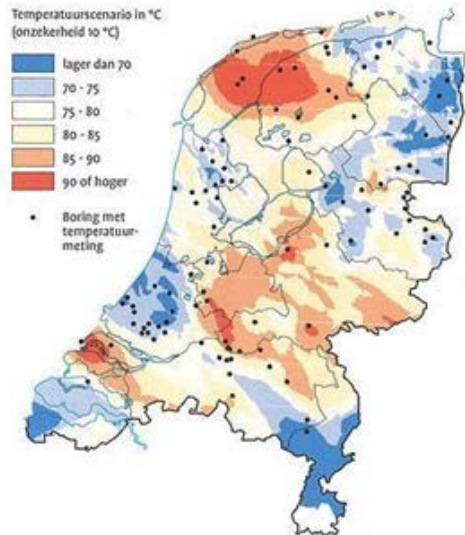 Temperatuurscenario in °C
(onzekerheid 10 °C)
lager dan 70
70 - 75
75 - 80
80 - 85
85 - 90
90 of hoger
Boring met
temperatuur-
meting